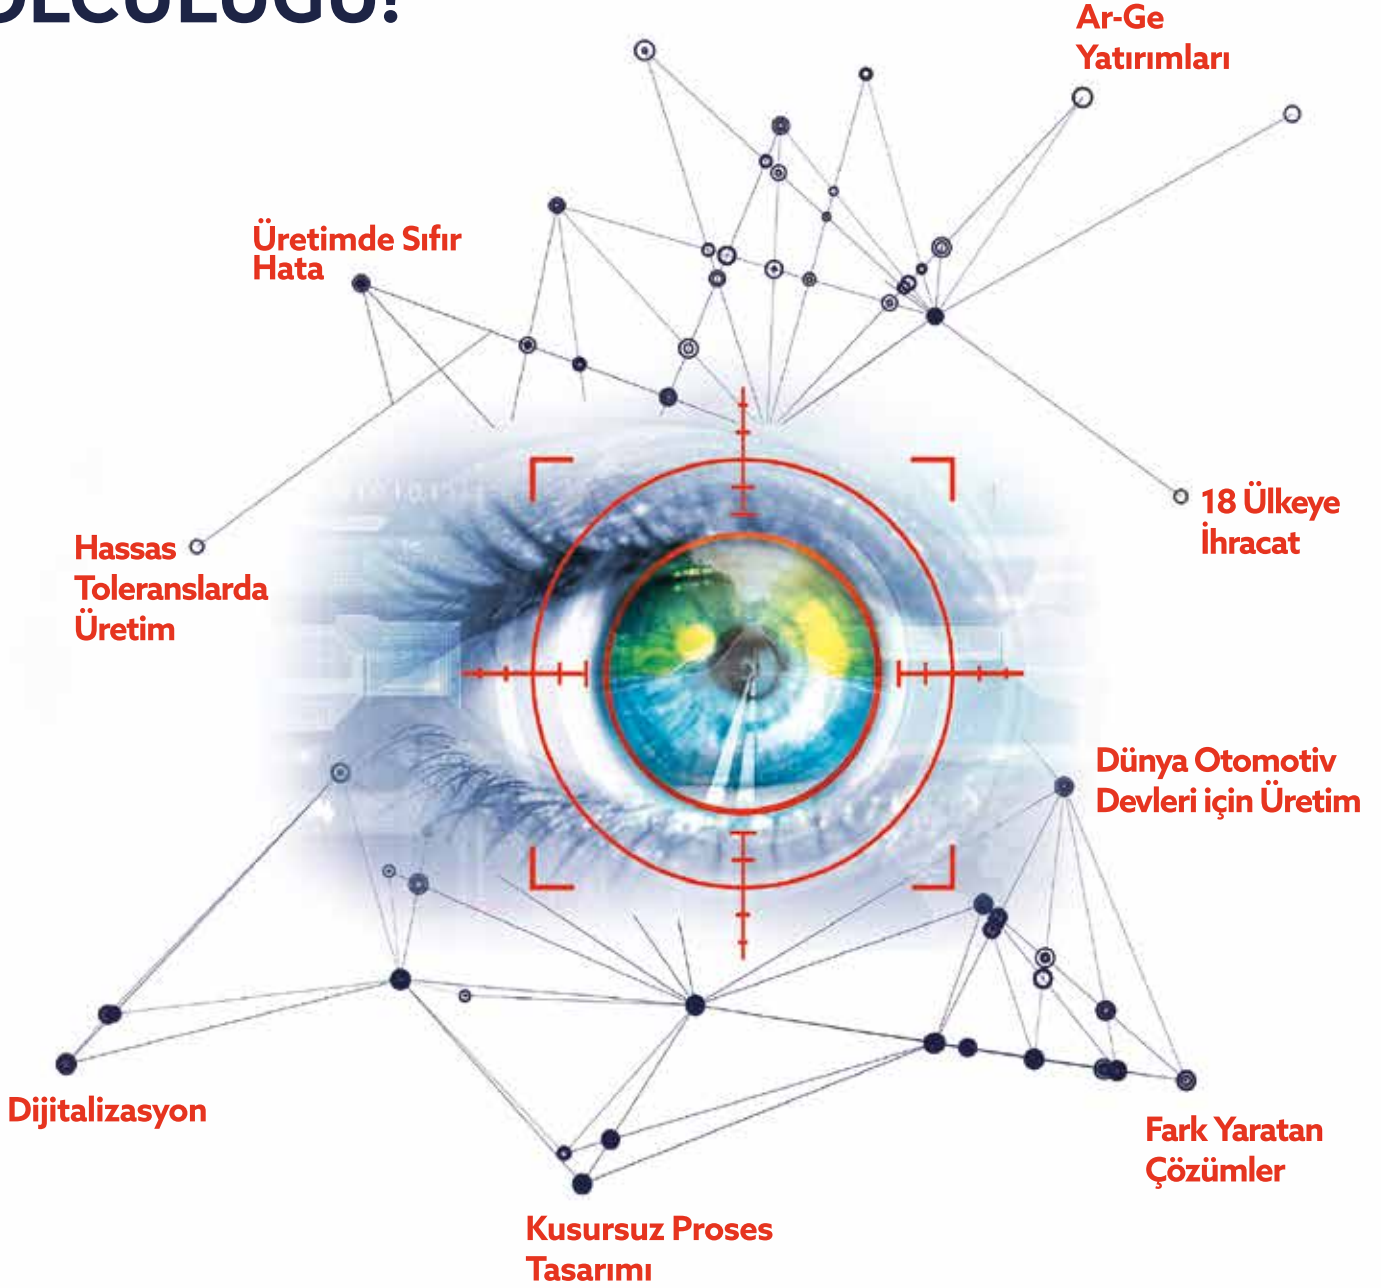 Ar-Ge
Yatırımları
Üretimde Sıfır
Hata
18 Ülkeye
İhracat
Hassas
Toleranslarda
Üretim
Dünya Otomotiv
Devleri için Üretim
Dijitalizasyon
Fark Yaratan
Çözümler
Kusursuz Proses
Tasarımı